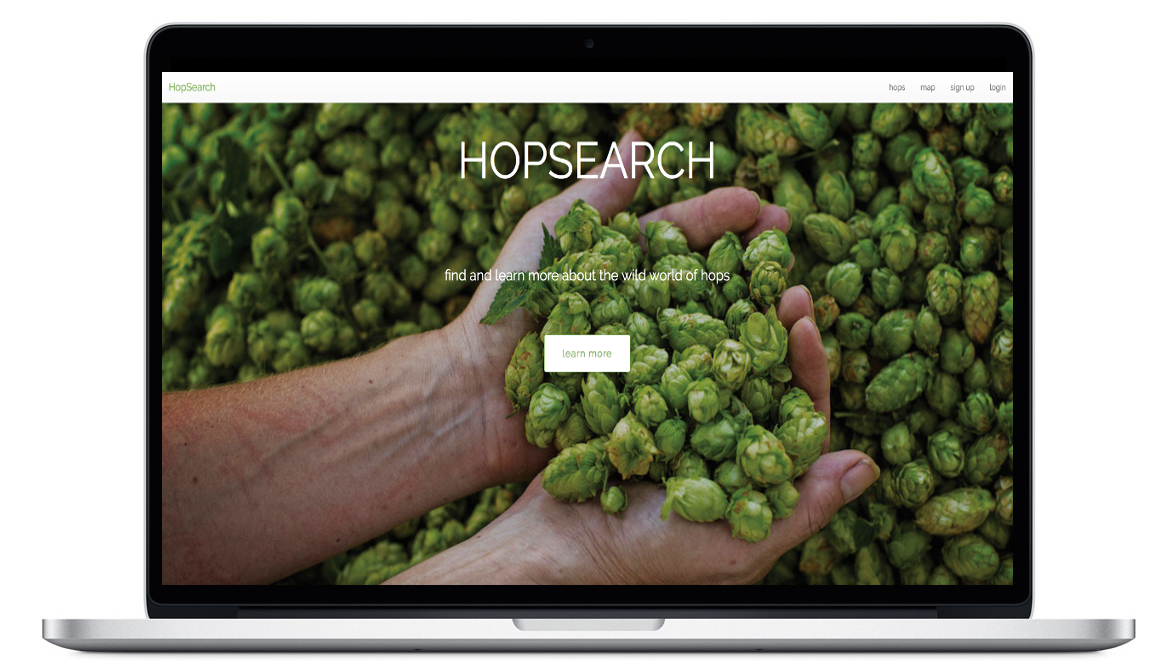 HopSearch
hops map sign up login
HOPSEARCH
find and learn more about the wild world of hops
learn more